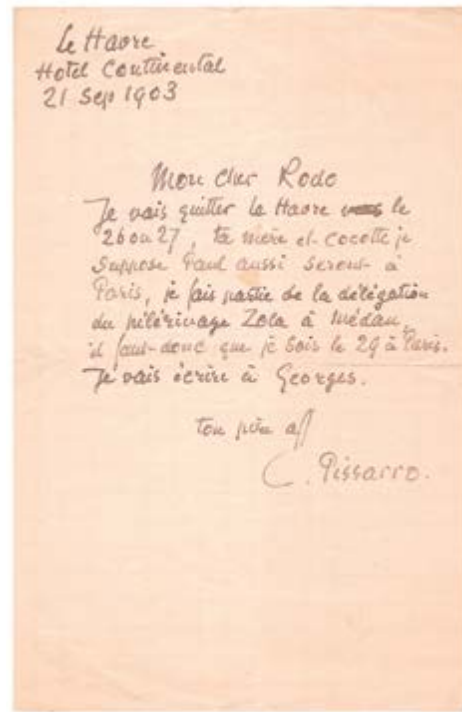 Le Havre
Hotel Continental
21 Sep 1903
Mon cher Rodo
Je vais quitter le Havre le
26 ou 27, ta mère et cocotte je
suppose Paul aussi seront à
Paris, je fais partie de la délégation
du pélérinage Zola à Médan,
il faut donc que je sois le 29 à Paris.
Je vais écrire à Georges.
ton père aff
C. Pissarro.